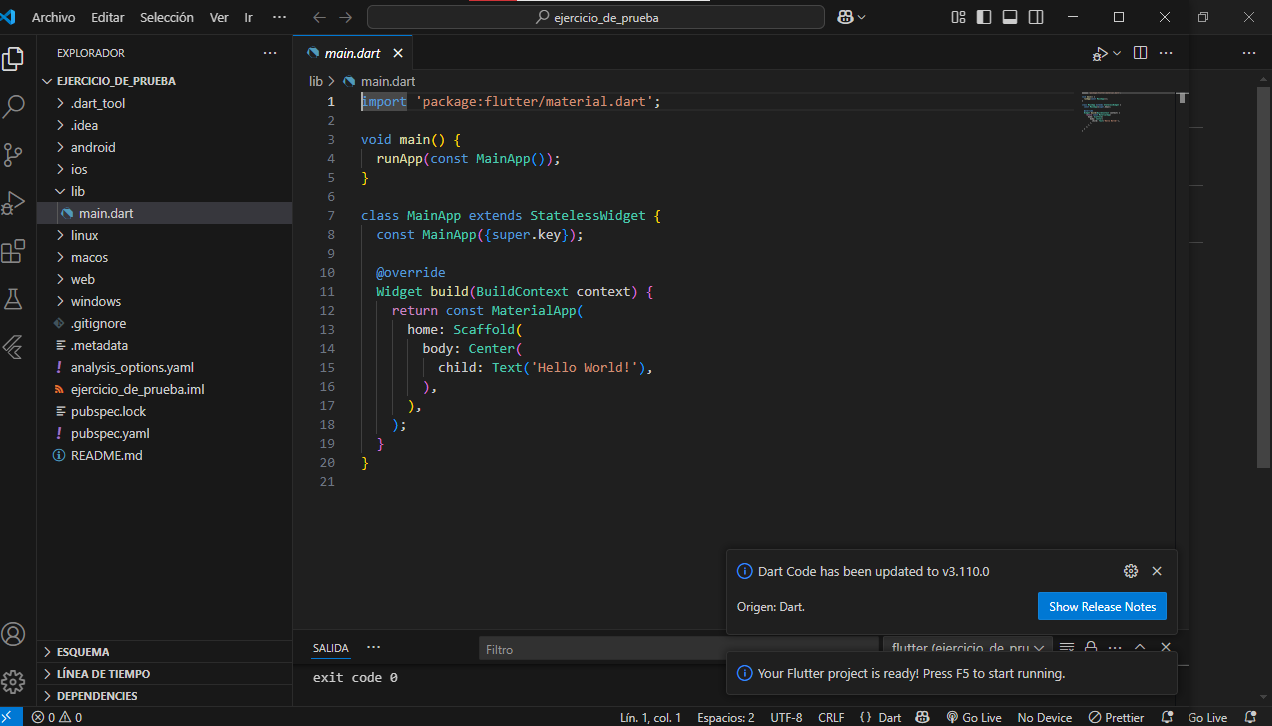 Archivo Editar Selección Ver Ir ···
ejercicio_de_prueba
EXPLORADOR ···
EJERCICIO_DE_PRUEBA
.dart_tool
.idea
android
ios
lib
main.dart
linux
macos
web
windows
.gitignore
.metadata
analysis_options.yaml
ejercicio_de_prueba.iml
pubspec.lock
pubspec.yaml
README.md
ESQUEMA
LÍNEA DE TIEMPO
DEPENDENCIES
main.dart
lib > main.dart
1 import 'package:flutter/material.dart';
2
3 void main() {
4 runApp(const MainApp());
5 }
6
7 class MainApp extends StatelessWidget {
8 const MainApp({super.key});
9
10 @override
11 Widget build(BuildContext context) {
12 return const MaterialApp(
13 home: Scaffold(
14 body: Center(
15 child: Text('Hello World!'),
16 ),
17 ),
18 );
19 }
20 }
21
Dart Code has been updated to v3.110.0
Origen: Dart.
Show Release Notes
SALIDA ···
Filtro
flutter (ejercicio_de_pru
exit code 0
Your Flutter project is ready! Press F5 to start running.
0 0
Lín. 1, col. 1 Espacios: 2 UTF-8 CRLF {} Dart Go Live No Device Prettier Go Live